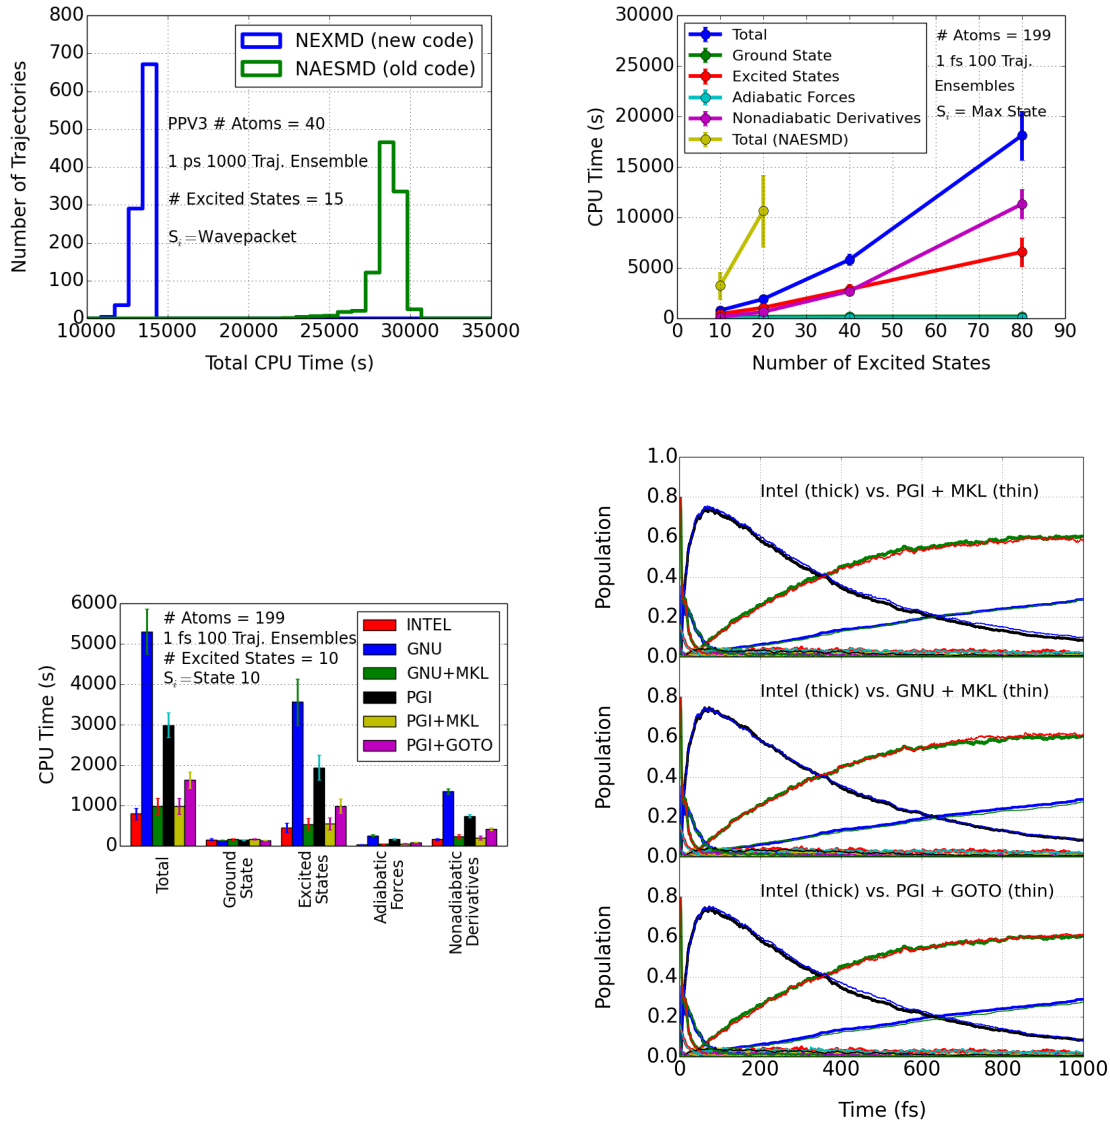 800
700
600
500
400
300
200
100
0
Number of Trajectories
NEXMD (new code)
NAESMD (old code)
PPV3 # Atoms = 40
1 ps 1000 Traj. Ensemble
# Excited States = 15
S_i = Wavepacket
10000 15000 20000 25000 30000 35000
Total CPU Time (s)
30000
25000
20000
15000
10000
5000
0
CPU Time (s)
Total
Ground State
Excited States
Adiabatic Forces
Nonadiabatic Derivatives
Total (NAESMD)
# Atoms = 199
1 fs 100 Traj.
Ensembles
S_i = Max State
0 10 20 30 40 50 60 70 80 90
Number of Excited States
6000
5000
4000
3000
2000
1000
0
CPU Time (s)
# Atoms = 199
1 fs 100 Traj. Ensembles
# Excited States = 10
S_i = State 10
INTEL
GNU
GNU+MKL
PGI
PGI+MKL
PGI+GOTO
Total
Ground
State
Excited
States
Adiabatic
Forces
Nonadiabatic
Derivatives
1.0
0.8
0.6
0.4
0.2
0.0
Population
Intel (thick) vs. PGI + MKL (thin)
0.8
0.6
0.4
0.2
0.0
Population
Intel (thick) vs. GNU + MKL (thin)
0.8
0.6
0.4
0.2
0.0
Population
Intel (thick) vs. PGI + GOTO (thin)
0 200 400 600 800 1000
Time (fs)